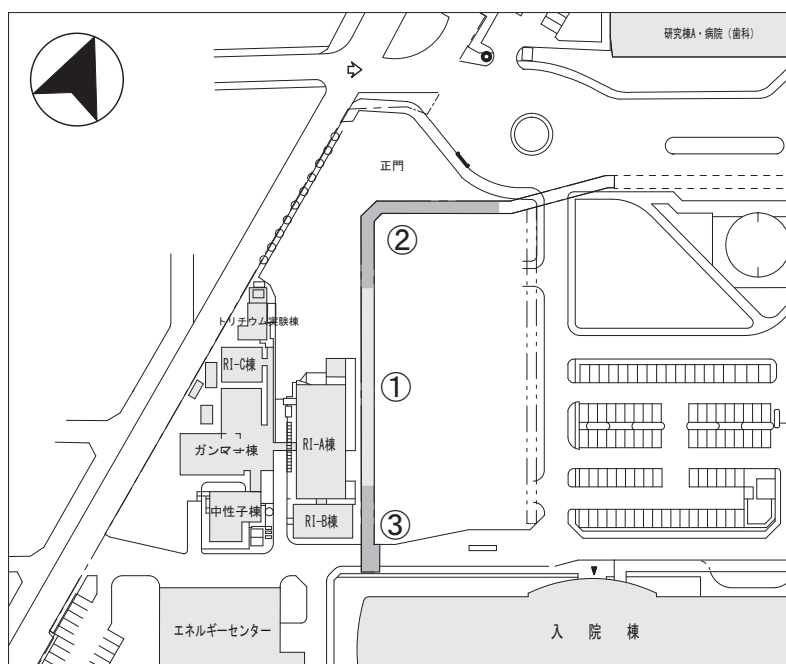 研究棟A・病院（歯科）
正門
②
トリチウム実験棟
RI-C棟
①
ガンマー棟
RI-A棟
中性子棟
RI-B棟
③
エネルギーセンター
入 院 棟